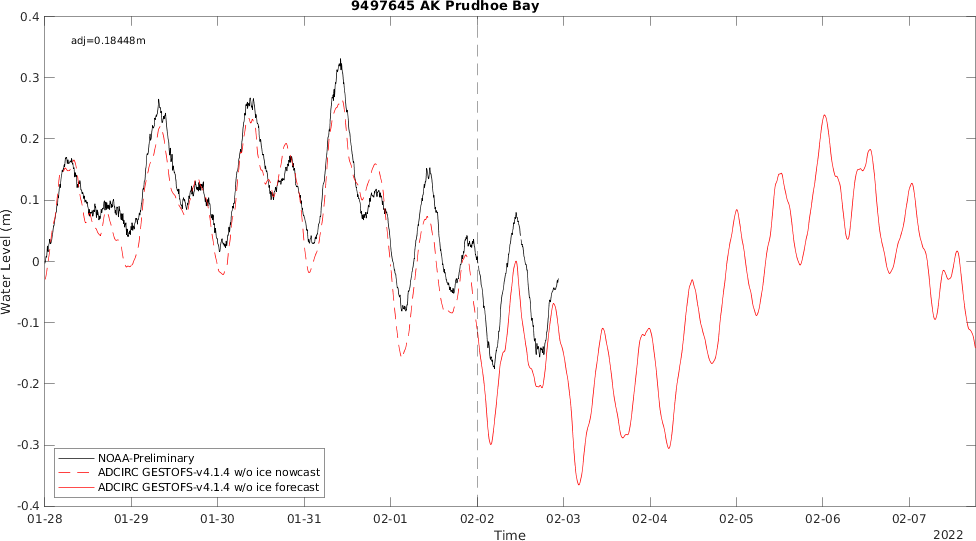 9497645 AK Prudhoe Bay
adj=0.18448m
0.4
0.3
0.2
0.1
0
-0.1
-0.2
-0.3
-0.4
Water Level (m)
NOAA-Preliminary
ADCIRC GESTOFS-v4.1.4 w/o ice nowcast
ADCIRC GESTOFS-v4.1.4 w/o ice forecast
01-28 01-29 01-30 01-31 02-01 02-02 02-03 02-04 02-05 02-06 02-07
Time
2022